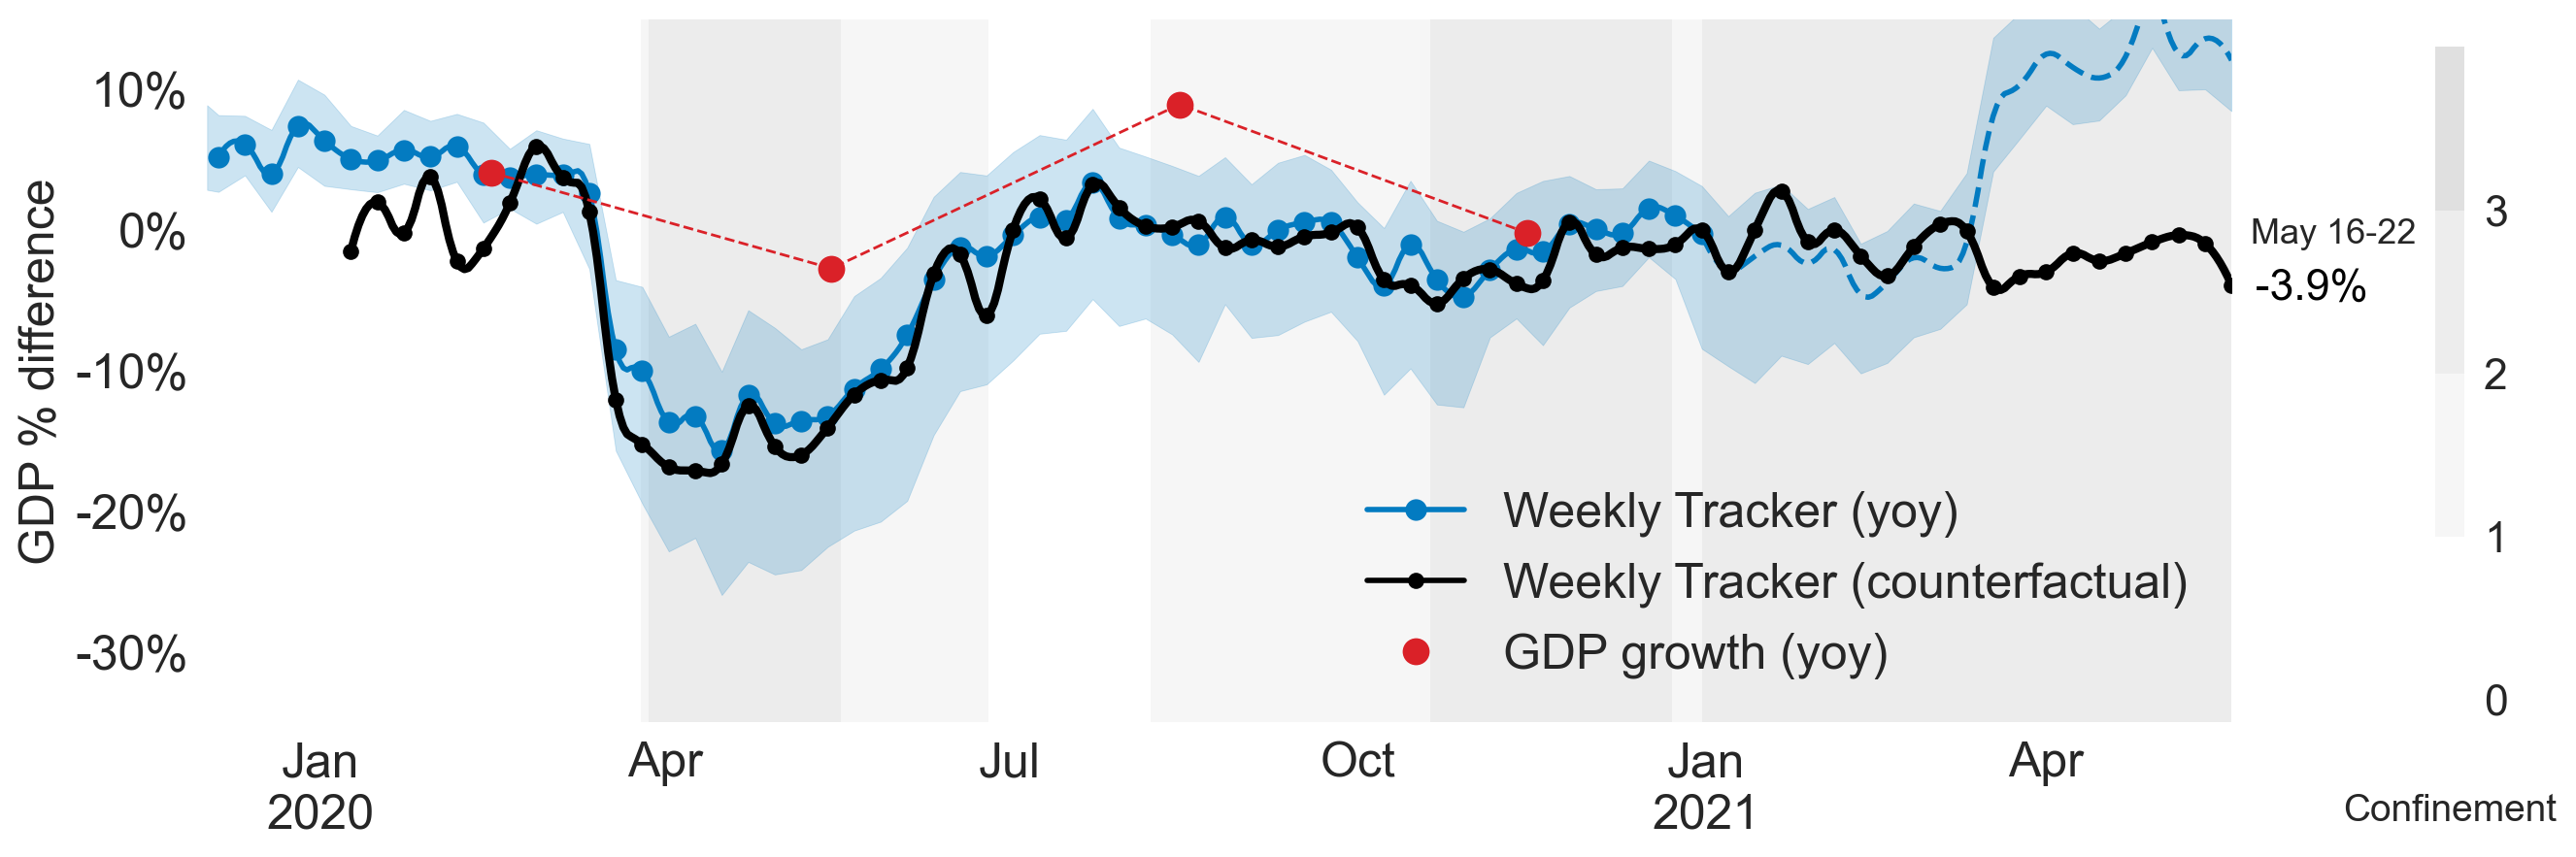 GDP % difference
10%
0%
-10%
-20%
-30%
Jan
2020
Apr
Jul
Oct
Jan
2021
Apr
Weekly Tracker (yoy)
Weekly Tracker (counterfactual)
GDP growth (yoy)
May 16-22
-3.9%
3
2
1
0
Confinement